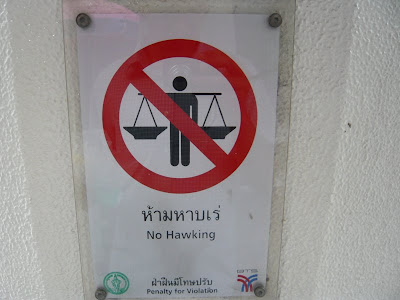 ห้ามหาบเร่
No Hawking
BTS
ฝ่าฝืนมีโทษปรับ
Penalty for Violation